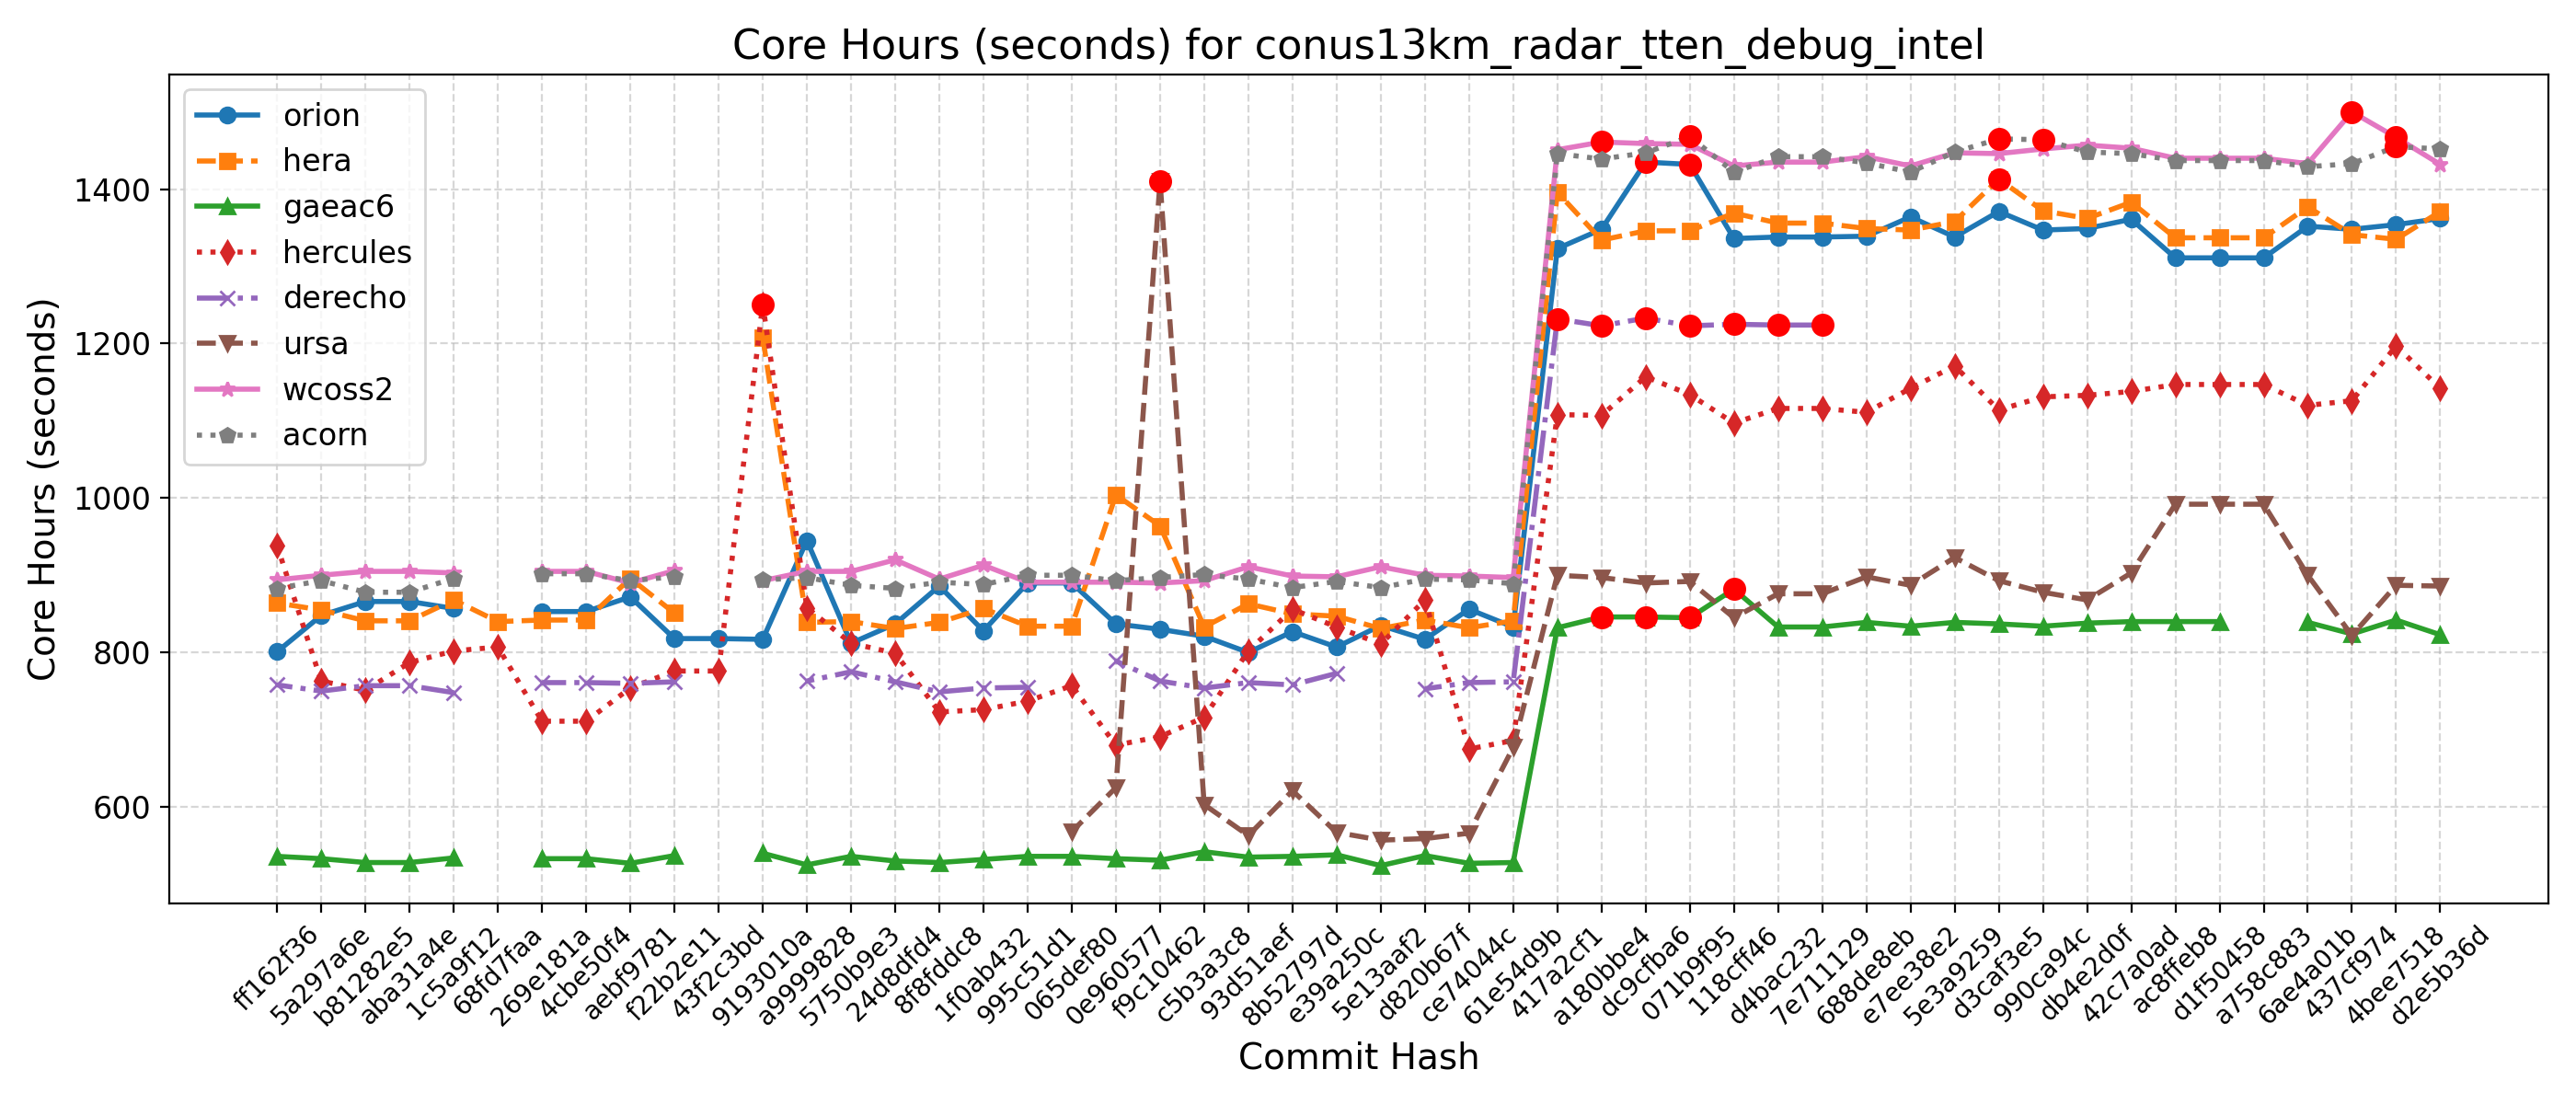 Core Hours (seconds) for conus13km_radar_tten_debug_intel
orion
hera
gaeac6
hercules
derecho
ursa
wcoss2
acorn
Core Hours (seconds)
1400
1200
1000
800
600
ff162f36
5a297a6e
b81282e5
aba31a4e
1c5a9f12
68fd7faa
269e181a
4cbe50f4
aebf9781
f22b2e11
43f2c3bd
9193010a
a9999828
5750b9e3
24d8dfd4
8f8fddc8
1f0ab432
995c51d1
065def80
0e960577
f9c10462
c5b3a3c8
93d51aef
8b52797d
e39a250c
5e13aaf2
d820b67f
ce74044c
61e54d9b
417a2cf1
a180bbe4
dc9cfba6
071b9f95
118cff46
d4bac232
7e711129
688de8eb
e7ee38e2
5e3a9259
d3caf3e5
990ca94c
db4e2d0f
42c7a0ad
ac8ffeb8
d1f50458
a758c883
6ae4a01b
437cf974
4bee7518
d2e5b36d
Commit Hash